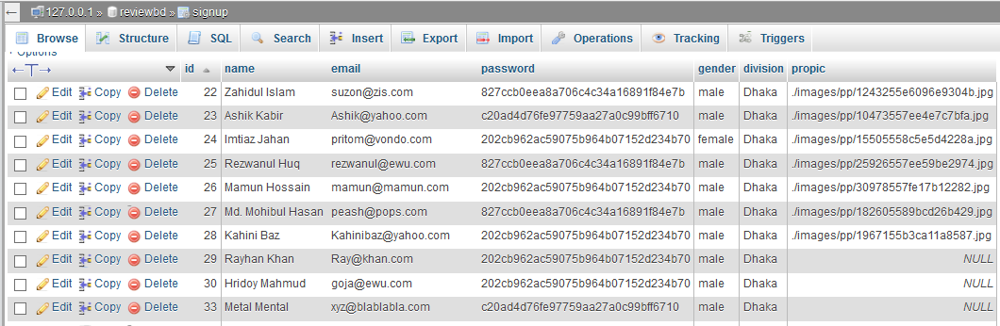 127.0.0.1 » reviewbd » signup
Browse Structure SQL Search Insert Export Import Operations Tracking Triggers
+ Options
←T→ id name email password gender division propic
Edit Copy Delete 22 Zahidul Islam suzon@zis.com 827ccb0eea8a706c4c34a16891f84e7b male Dhaka ./images/pp/1243255e6096e9304b.jpg
Edit Copy Delete 23 Ashik Kabir Ashik@yahoo.com c20ad4d76fe97759aa27a0c99bff6710 male Dhaka ./images/pp/10473557ee4e7c7bfa.jpg
Edit Copy Delete 24 Imtiaz Jahan pritom@vondo.com 202cb962ac59075b964b07152d234b70 female Dhaka ./images/pp/15505558c5e5d4228a.jpg
Edit Copy Delete 25 Rezwanul Huq rezwanul@ewu.com 827ccb0eea8a706c4c34a16891f84e7b male Dhaka ./images/pp/25926557ee59be2974.jpg
Edit Copy Delete 26 Mamun Hossain mamun@mamun.com 202cb962ac59075b964b07152d234b70 male Dhaka ./images/pp/30978557fe17b12282.jpg
Edit Copy Delete 27 Md. Mohibul Hasan peash@pops.com 827ccb0eea8a706c4c34a16891f84e7b male Dhaka ./images/pp/182605589bcd26b429.jpg
Edit Copy Delete 28 Kahini Baz Kahinibaz@yahoo.com 202cb962ac59075b964b07152d234b70 male Dhaka ./images/pp/1967155b3ca11a8587.jpg
Edit Copy Delete 29 Rayhan Khan Ray@khan.com 202cb962ac59075b964b07152d234b70 male Dhaka NULL
Edit Copy Delete 30 Hridoy Mahmud goja@ewu.com 202cb962ac59075b964b07152d234b70 male Dhaka NULL
Edit Copy Delete 33 Metal Mental xyz@blablabla.com c20ad4d76fe97759aa27a0c99bff6710 male Dhaka NULL